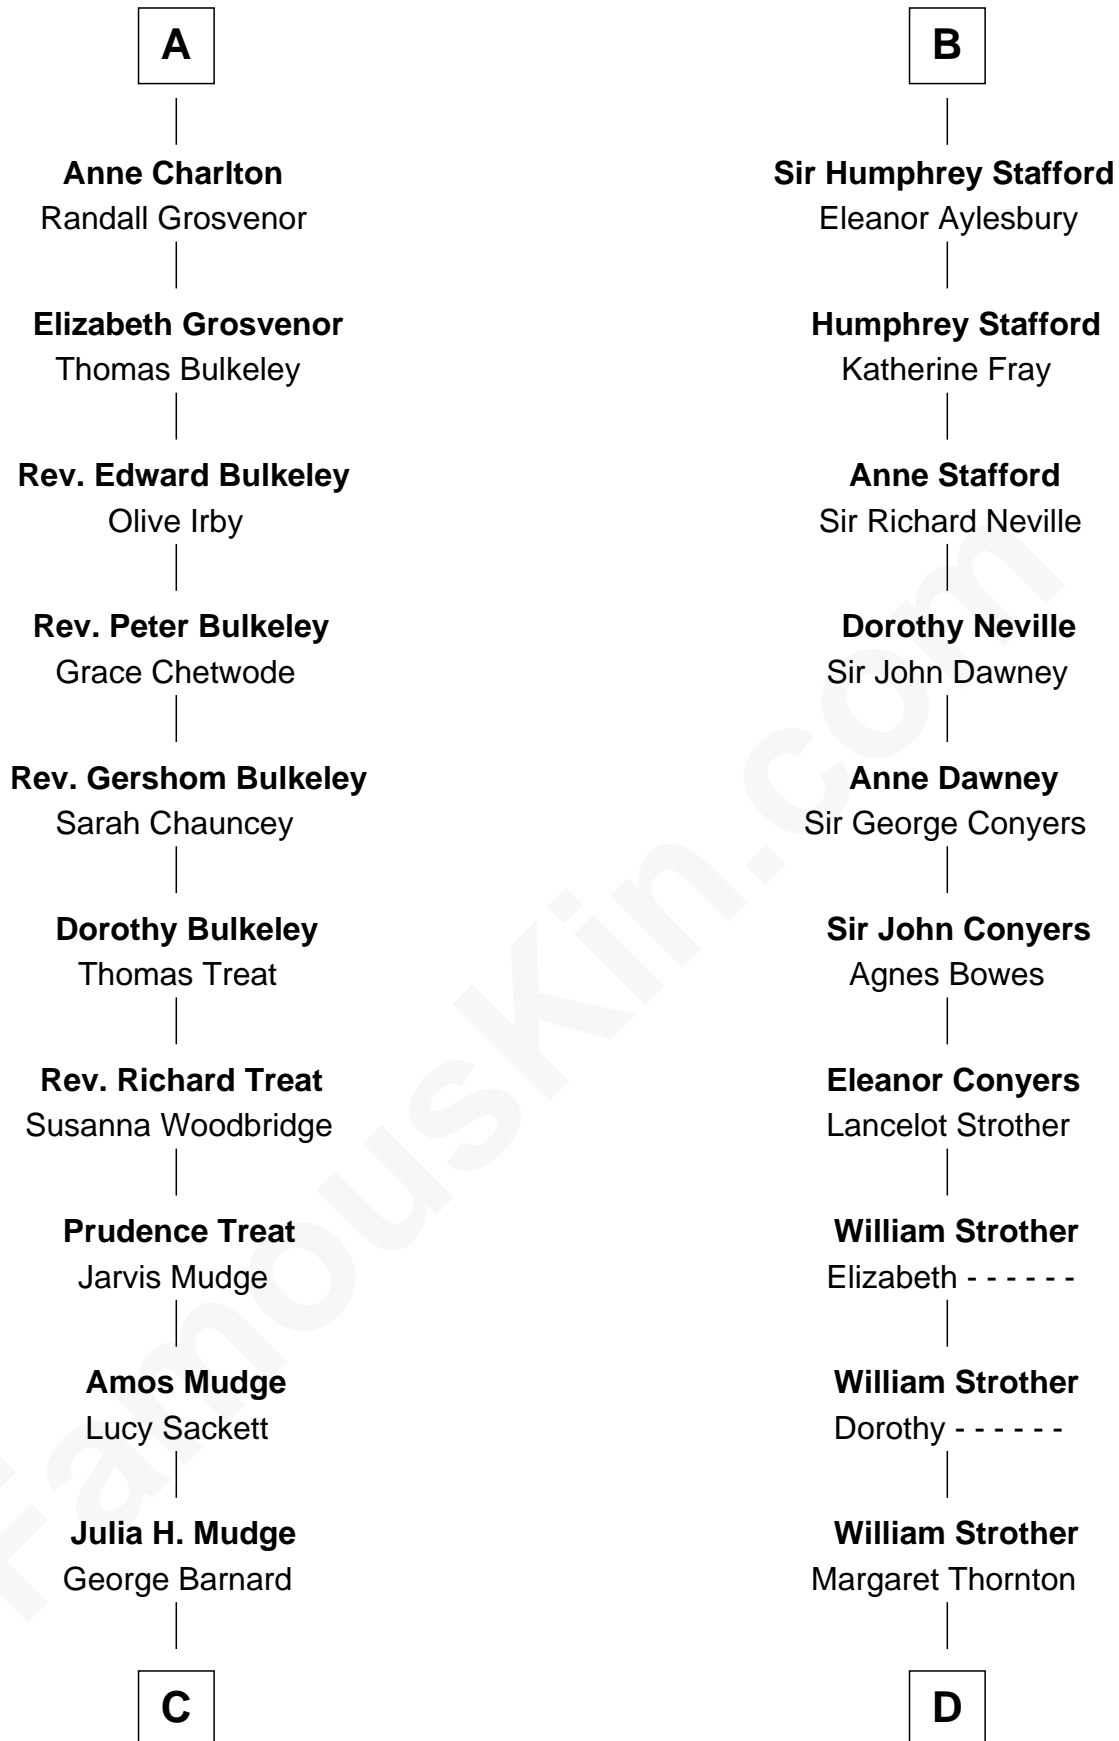 A
Anne Charlton
Randall Grosvenor
Elizabeth Grosvenor
Thomas Bulkeley
Rev. Edward Bulkeley
Olive Irby
Rev. Peter Bulkeley
Grace Chetwode
Rev. Gershom Bulkeley
Sarah Chauncey
Dorothy Bulkeley
Thomas Treat
Rev. Richard Treat
Susanna Woodbridge
Prudence Treat
Jarvis Mudge
Amos Mudge
Lucy Sackett
Julia H. Mudge
George Barnard
C
B
Sir Humphrey Stafford
Eleanor Aylesbury
Humphrey Stafford
Katherine Fray
Anne Stafford
Sir Richard Neville
Dorothy Neville
Sir John Dawney
Anne Dawney
Sir George Conyers
Sir John Conyers
Agnes Bowes
Eleanor Conyers
Lancelot Strother
William Strother
Elizabeth - - - - - -
William Strother
Dorothy - - - - - -
William Strother
Margaret Thornton
D
FamousKin.com